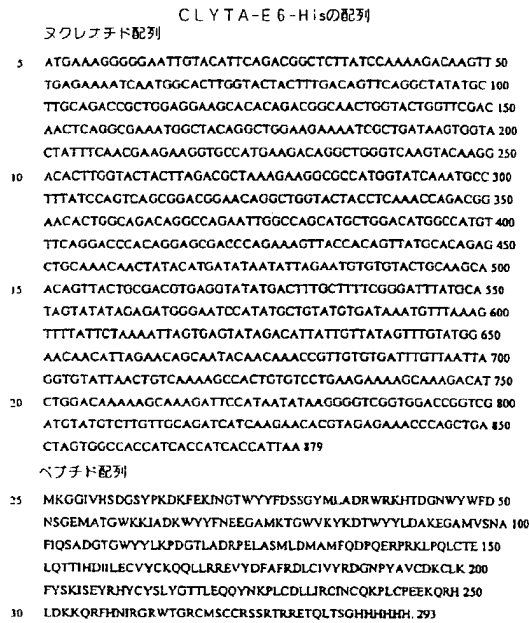 CLYTA-E6-Hisの配列
ヌクレオチド配列
5 ATGAAAGGGGGAATTGTACATTCAGACGGCTCTTATCCAAAAGACAAGTT 50
TGAGAAAATCAATGGCACTTGGTACTACTTTGACAGTTCAGGCTATATGC 100
TTGCAGACCGCTGGAGGAAGCACACAGACGGCAACTGGTACTGGTTCGAC 150
AACTCAGGCGAAATGGCTACAGGCTGGAAGAAAATCGCTGATAAGTGGTA 200
CTATTTCAACGAAGAAGGTGCCATGAAGACAGGCTGGGTCAAGTACAAGG 250
10 ACACTTGGTACTACTTAGACGCTAAAGAAGGCGCCATGGTATCAAATGCC 300
TTTATCCAGTCAGCGGACGGAACAGGCTGGTACTACCTCAAACCAGACGG 350
AACACTGGCAGACAGGCCAGAATTGGCCAGCATGCTGGACATGGCCATGT 400
TTCAGGACCCACAGGAGCGACCCAGAAAGTTACCACAGTTATGCACAGAG 450
CTGCAAACAACTATACATGATATAATATTAGAATGTGTGTACTGCAAGCA 500
15 ACAGTTACTGCGACGTGAGGTATATGACTTTGCTTTTCGGGATTTATGCA 550
TAGTATATAGAGATGGGAATCCATATGCTGTATGTGATAAATGTTTAAAG 600
TTTTATTCTAAAATTAGTGAGTATAGACATTATTGTTATAGTTTGTATGG 650
AACAACATTAGAACAGCAATACAACAAACCGTTGTGTGATTTGTTAATTA 700
GGTGTATTAACTGTCAAAAGCCACTGTGTCCTGAAGAAAAGCAAAGACAT 750
20 CTGGACAAAAAGCAAAGATTCCATAATATAAGGGGTCGGTGGACCGGTCG 800
ATGTATGTCTTGTTGCAGATCATCAAGAACACGTAGAGAAACCCAGCTGA 850
CTAGTGGCCACCATCACCATCACCATTAA 879
ペプチド配列
25 MKGGIVHSDGSYPKDKFEKINGTWYYFDSSGYMLADRWRKHTDGNWYWFD 50
NSGEMATGWKKIADKWYYFNEEGAMKTGWVKYKDTWYYLDAKEGAMVSNA 100
FIQSADGTGWYYLKPDGTLADRPELASMLDMAMFQDPQERPRKLPQLCTE 150
LQTTIHDIILECVYCKQQLLRREVYDFAFRDLCIVYRDGNPYAVCDKCLK 200
FYSKISEYRHYCYSLYGTTLEQQYNKPLCDLLIRCINCQKPLCPEEKQRH 250
30 LDKKQRFHNIRGRWTGRCMSCCRSSRTRRETQLTSGHHHHHH. 293